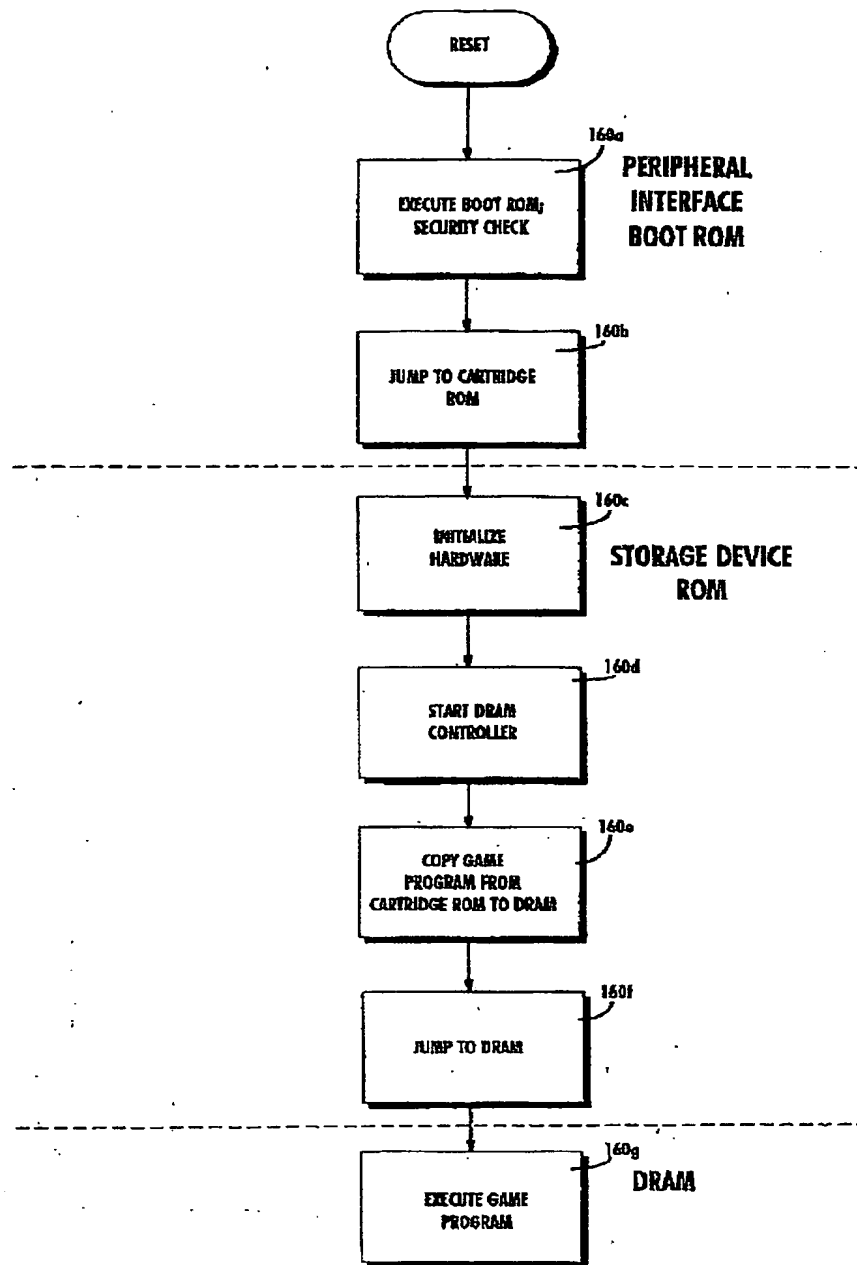 RESET
160a
EXECUTE BOOT ROM;
SECURITY CHECK
PERIPHERAL
INTERFACE
BOOT ROM
160b
JUMP TO CARTRIDGE
ROM
160c
INITIALIZE
HARDWARE
STORAGE DEVICE
ROM
160d
START DRAM
CONTROLLER
160e
COPY GAME
PROGRAM FROM
CARTRIDGE ROM TO DRAM
160f
JUMP TO DRAM
160g
EXECUTE GAME
PROGRAM
DRAM